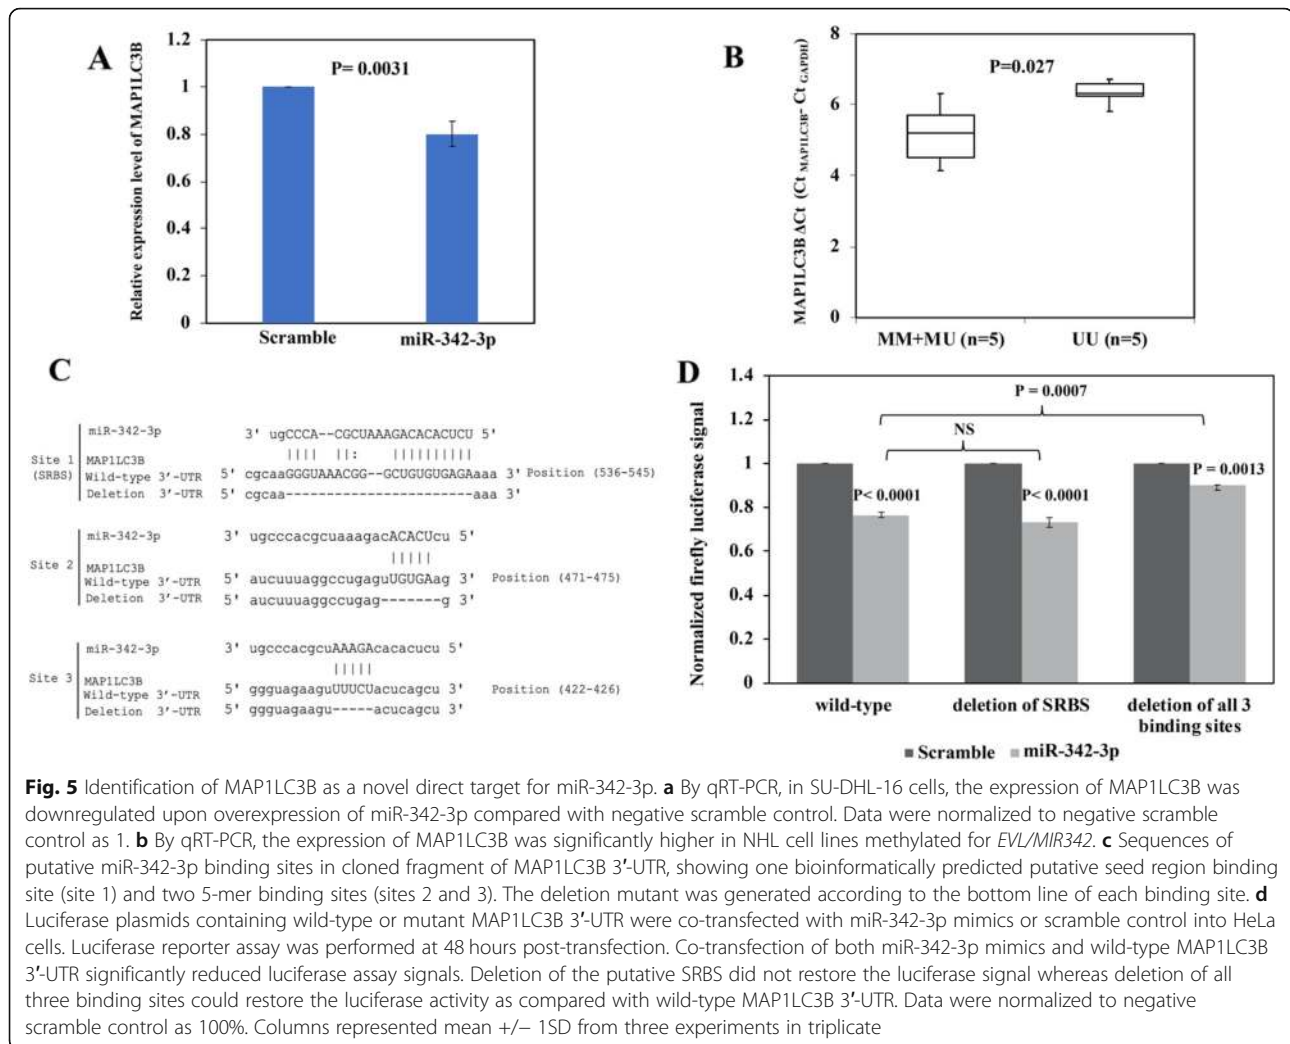 A
Relative expression level of MAP1LC3B
1.2
1
0.8
0.6
0.4
0.2
0
P= 0.0031
Scramble
miR-342-3p
B
MAP1LC3B ΔCt (Ct MAP1LC3B- Ct GAPDH)
8
6
4
2
0
P=0.027
MM+MU (n=5)
UU (n=5)
C
Site 1
(SRBS)
miR-342-3p 3' ugCCCA--CGCUAAAGACACACUCU 5'
|||| ||: ||||||||||
MAP1LC3B
Wild-type 3'-UTR 5' cgcaaGGGUAAACGG--GCUGUGUGAGAaaa 3' Position (536-545)
Deletion 3'-UTR 5' cgcaa------------------------aaa 3'
Site 2
miR-342-3p 3' ugcccacgcuaaagacACACUcu 5'
|||||
MAP1LC3B
Wild-type 3'-UTR 5' aucuuuaggccugaguUGUGAag 3' Position (471-475)
Deletion 3'-UTR 5' aucuuuaggccugag-------g 3'
Site 3
miR-342-3p 3' ugcccacgcuAAAGAcacacucu 5'
|||||
MAP1LC3B
Wild-type 3'-UTR 5' ggguagaaguUUUCUacucagcu 3' Position (422-426)
Deletion 3'-UTR 5' ggguagaagu-----acucagcu 3'
D
Normalized firefly luciferase signal
1.4
1.2
1
0.8
0.6
0.4
0.2
0
P = 0.0007
NS
P< 0.0001
P< 0.0001
P = 0.0013
wild-type
deletion of SRBS
deletion of all 3
binding sites
Scramble
miR-342-3p
Fig. 5 Identification of MAP1LC3B as a novel direct target for miR-342-3p. a By qRT-PCR, in SU-DHL-16 cells, the expression of MAP1LC3B was
downregulated upon overexpression of miR-342-3p compared with negative scramble control. Data were normalized to negative scramble
control as 1. b By qRT-PCR, the expression of MAP1LC3B was significantly higher in NHL cell lines methylated for EVL/MIR342. c Sequences of
putative miR-342-3p binding sites in cloned fragment of MAP1LC3B 3′-UTR, showing one bioinformatically predicted putative seed region binding
site (site 1) and two 5-mer binding sites (sites 2 and 3). The deletion mutant was generated according to the bottom line of each binding site. d
Luciferase plasmids containing wild-type or mutant MAP1LC3B 3′-UTR were co-transfected with miR-342-3p mimics or scramble control into HeLa
cells. Luciferase reporter assay was performed at 48 hours post-transfection. Co-transfection of both miR-342-3p mimics and wild-type MAP1LC3B
3′-UTR significantly reduced luciferase assay signals. Deletion of the putative SRBS did not restore the luciferase signal whereas deletion of all
three binding sites could restore the luciferase activity as compared with wild-type MAP1LC3B 3′-UTR. Data were normalized to negative
scramble control as 100%. Columns represented mean +/− 1SD from three experiments in triplicate